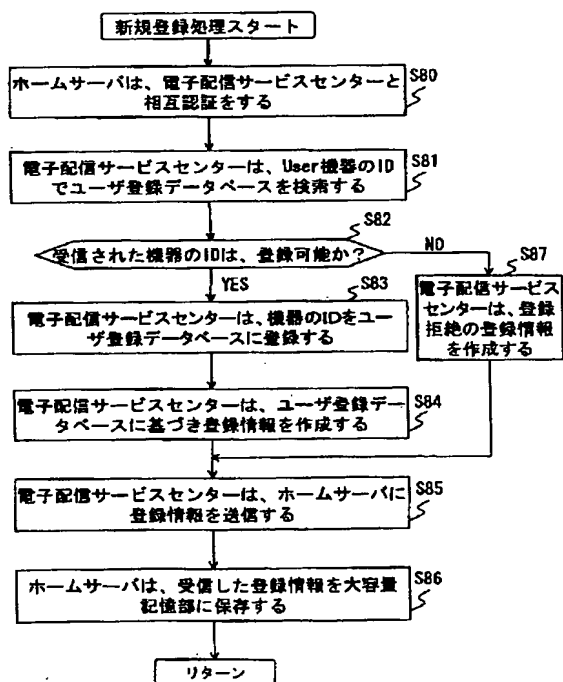 新規登録処理スタート
S80
ホームサーバは、電子配信サービスセンターと
相互認証をする
S81
電子配信サービスセンターは、User機器のID
でユーザ登録データベースを検索する
S82
受信された機器のIDは、登録可能か?
NO
YES
S87
電子配信サービス
センターは、登録
拒絶の登録情報
を作成する
S83
電子配信サービスセンターは、機器のIDをユー
ザ登録データベースに登録する
S84
電子配信サービスセンターは、ユーザ登録デー
タベースに基づき登録情報を作成する
S85
電子配信サービスセンターは、ホームサーバに
登録情報を送信する
S86
ホームサーバは、受信した登録情報を大容量
記憶部に保存する
リターン